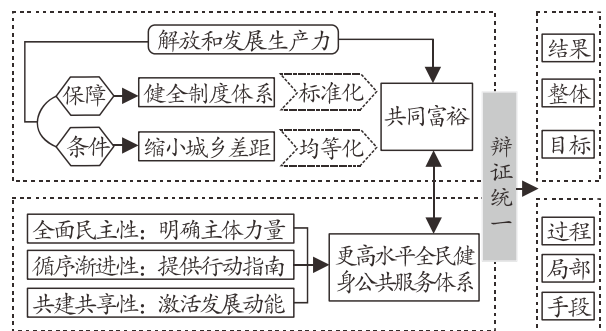 解放和发展生产力
保障
健全制度体系
标准化
条件
缩小城乡差距
均等化
共同富裕
全面民主性：明确主体力量
循序渐进性：提供行动指南
共建共享性：激活发展动能
更高水平全民健
身公共服务体系
辩证统一
结果
整体
目标
过程
局部
手段